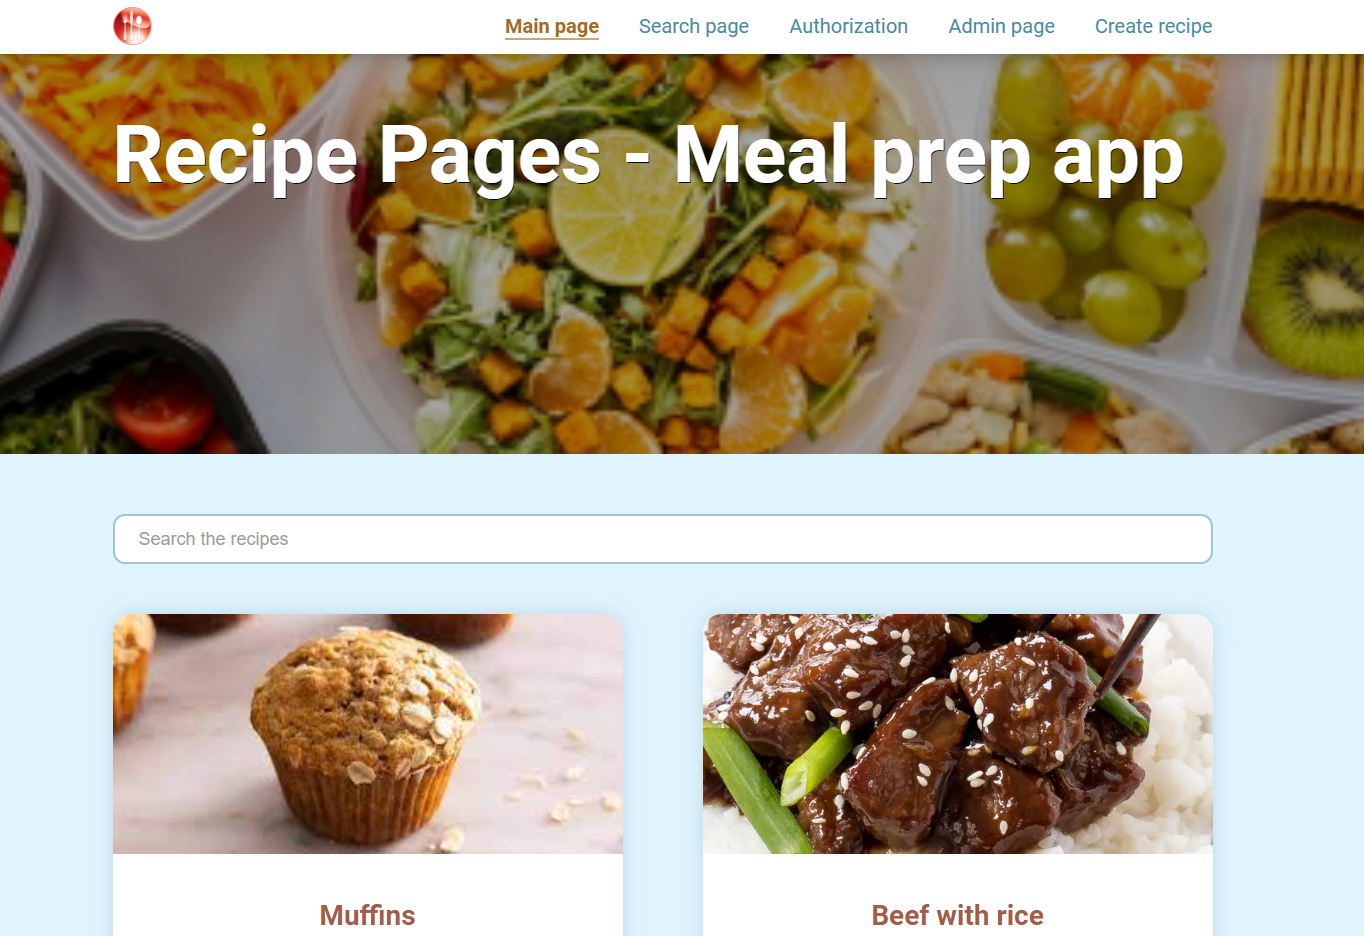 Main page Search page Authorization Admin page Create recipe
Recipe Pages - Meal prep app
Search the recipes
Muffins Beef with rice